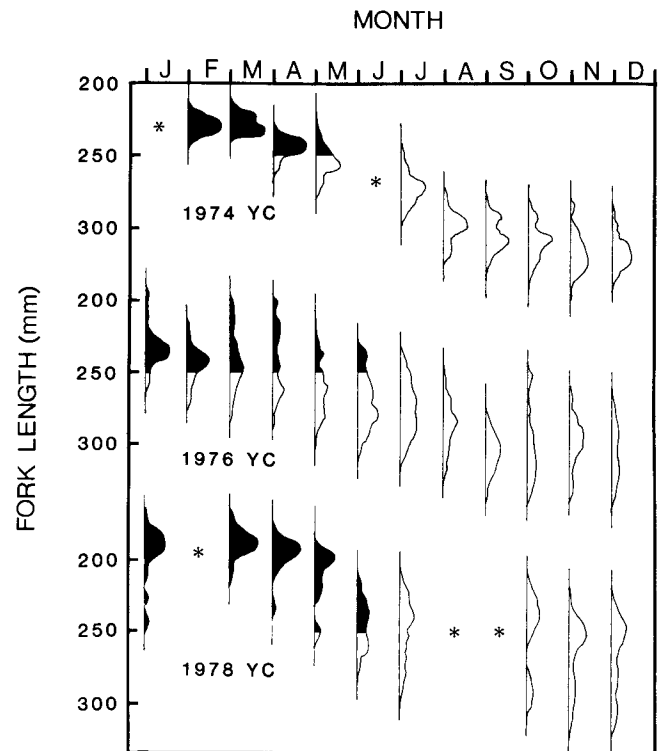 MONTH
J F M A M J J A S O N D
200
*
250
*
1974 YC
300
200
250
300
1976 YC
200
*
250
* *
1978 YC
300
FORK LENGTH (mm)